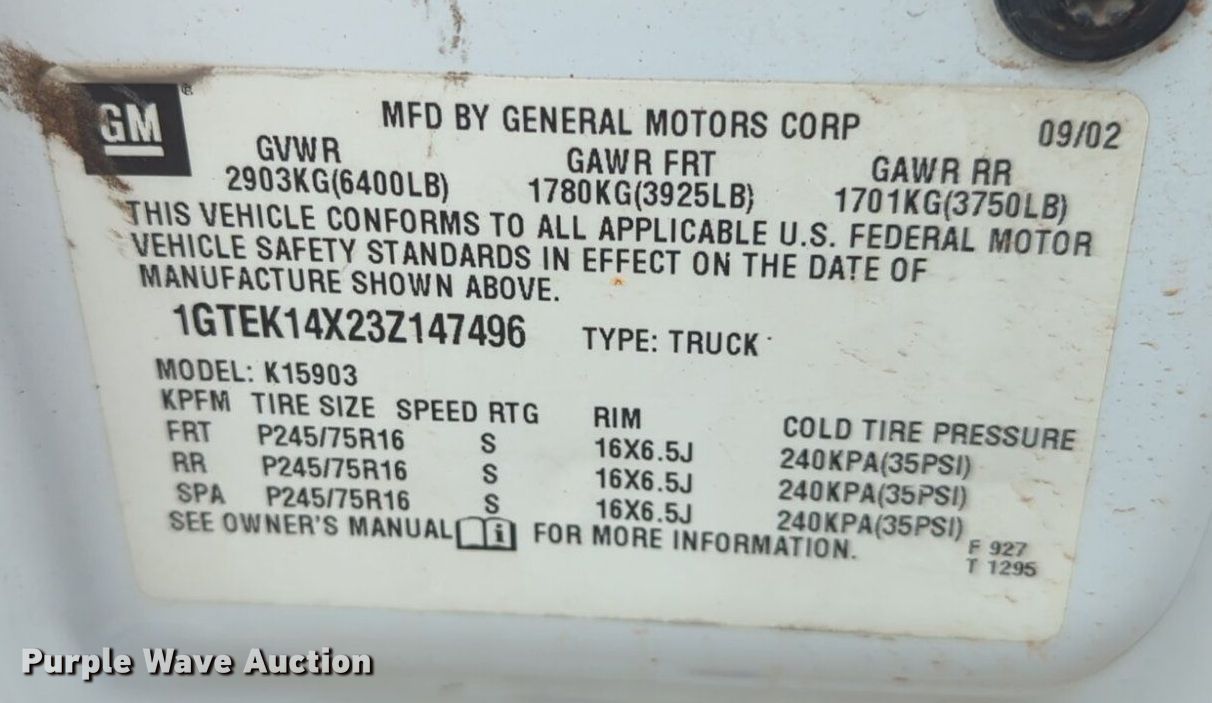 GM
®
MFD BY GENERAL MOTORS CORP 09/02
GVWR GAWR FRT GAWR RR
2903KG(6400LB) 1780KG(3925LB) 1701KG(3750LB)
THIS VEHICLE CONFORMS TO ALL APPLICABLE U.S. FEDERAL MOTOR
VEHICLE SAFETY STANDARDS IN EFFECT ON THE DATE OF
MANUFACTURE SHOWN ABOVE.
1GTEK14X23Z147496 TYPE: TRUCK
MODEL: K15903
KPFM TIRE SIZE SPEED RTG RIM COLD TIRE PRESSURE
FRT P245/75R16 S 16X6.5J 240KPA(35PSI)
RR P245/75R16 S 16X6.5J 240KPA(35PSI)
SPA P245/75R16 S 16X6.5J 240KPA(35PSI)
SEE OWNER'S MANUAL i FOR MORE INFORMATION.
F 927
T 1295
Purple Wave Auction